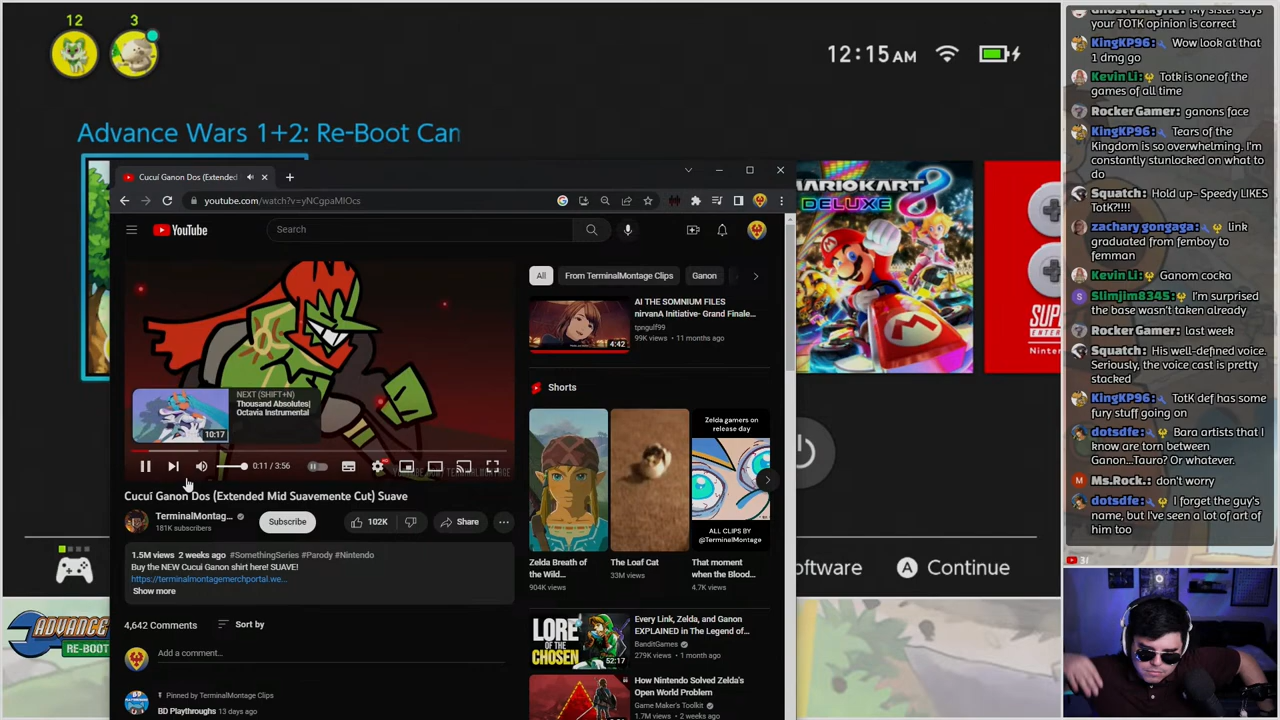 12
3
12:15 AM
Advance Wars 1+2: Re-Boot Can
Cucuí Ganon Dos (Extended
youtube.com/watch?v=yNCgpaMIOcs
YouTube
Search
All
From TerminalMontage Clips
Ganon
NEXT (SHIFT+N)
Thousand Absolutes|
Octavia Instrumental
10:17
0:11 / 3:56
Cucuí Ganon Dos (Extended Mid Suavemente Cut) Suave
TerminalMontag...
181K subscribers
Subscribe
102K
Share
1.5M views 2 weeks ago #SomethingSeries #Parody #Nintendo
Buy the NEW Cucui Ganon shirt here! SUAVE!
https://terminalmontagemerchportal.we...
Show more
4,642 Comments
Sort by
Add a comment...
Pinned by TerminalMontage Clips
BD Playthroughs 13 days ago
AI THE SOMNIUM FILES
nirvanA Initiative- Grand Finale...
tpngulf99
99K views • 11 months ago
4:42
Shorts
Zelda gamers on
release day
ALL CLIPS BY
@TerminalMontage
Zelda Breath of
the Wild...
904K views
The Loaf Cat
33M views
That moment
when the Blood...
4.7K views
LORE
OF THE
CHOSEN
52:17
Every Link, Zelda, and Ganon
EXPLAINED in The Legend of...
BanditGames
279K views • 1 month ago
How Nintendo Solved Zelda's
Open World Problem
Game Maker's Toolkit
1.7M views • 2 weeks ago
MARIOKART 8
DELUXE
SUP
ENTER
Ninten
oftware
A Continue
ADVANCE
RE-BOOT
Ghost Valkyrie: My sister says
your TOTK opinion is correct
KingKP96: Wow look at that
1 dmg go
Kevin Li: Totk is one of the
games of all time
Rocker Gamer: ganons face
KingKP96: Tears of the
Kingdom is so overwhelming. I'm
constantly stunlocked on what to
do
Squatch: Hold up- Speedy LIKES
TotK?!!!!
zachary gongaga: link
graduated from femboy to
femman
Kevin Li: Ganom cocka
SlimJim8345: I'm surprised
the base wasn't taken already
Rocker Gamer: last week
Squatch: His well-defined voice.
Seriously, the voice cast is pretty
stacked
KingKP96: TotK def has some
fury stuff going on
dotsdfe: Bara artists that I
know are torn between
Ganon...Tauro? Or whatever.
Ms.Rock.: don't worry
dotsdfe: I forget the guy's
name, but I've seen a lot of art of
him too